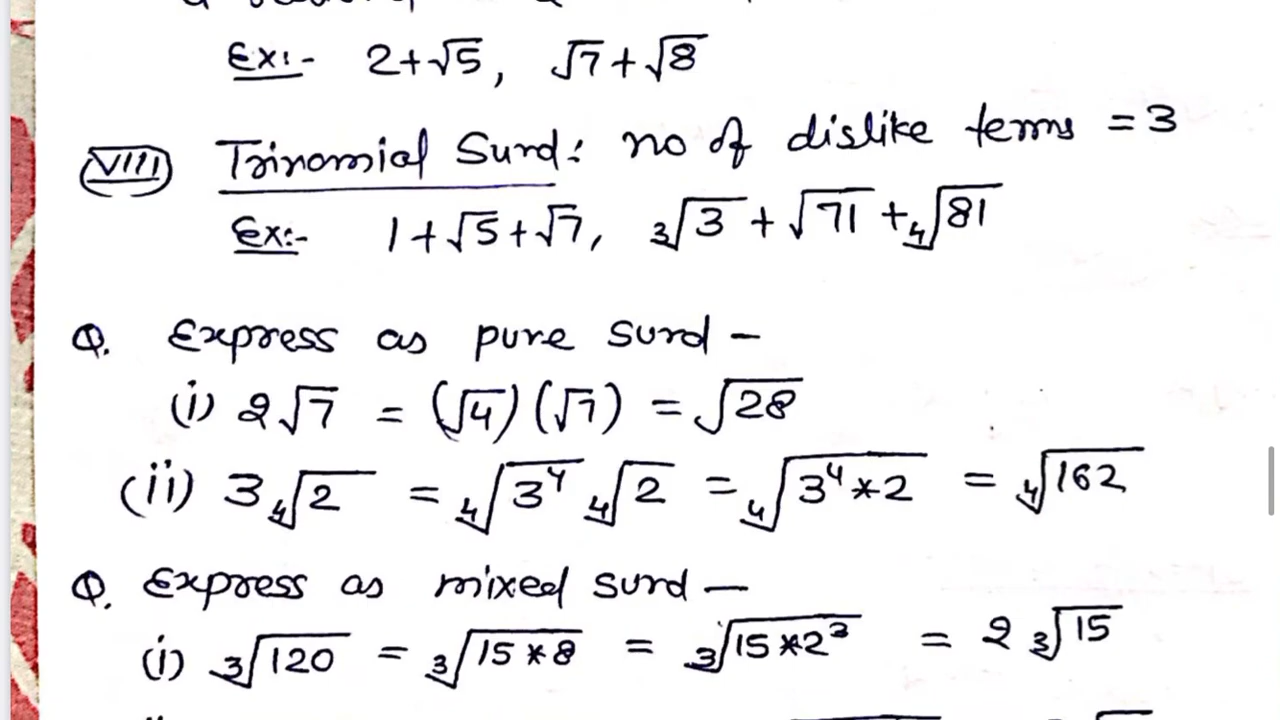 Ex:- 2+√5, √7+√8
(VIII) Trinomial Surd: no of dislike terms = 3
Ex:- 1+√5+√7, ∛3 + √71 + ∜81
Q. Express as pure surd -
(i) 2√7 = (√4)(√7) = √28
(ii) 3∜2 = ∜3⁴ ∜2 = ∜3⁴*2 = ∜162
Q. Express as mixed surd -
(i) ∛120 = ∛15*8 = ∛15*2³ = 2∛15